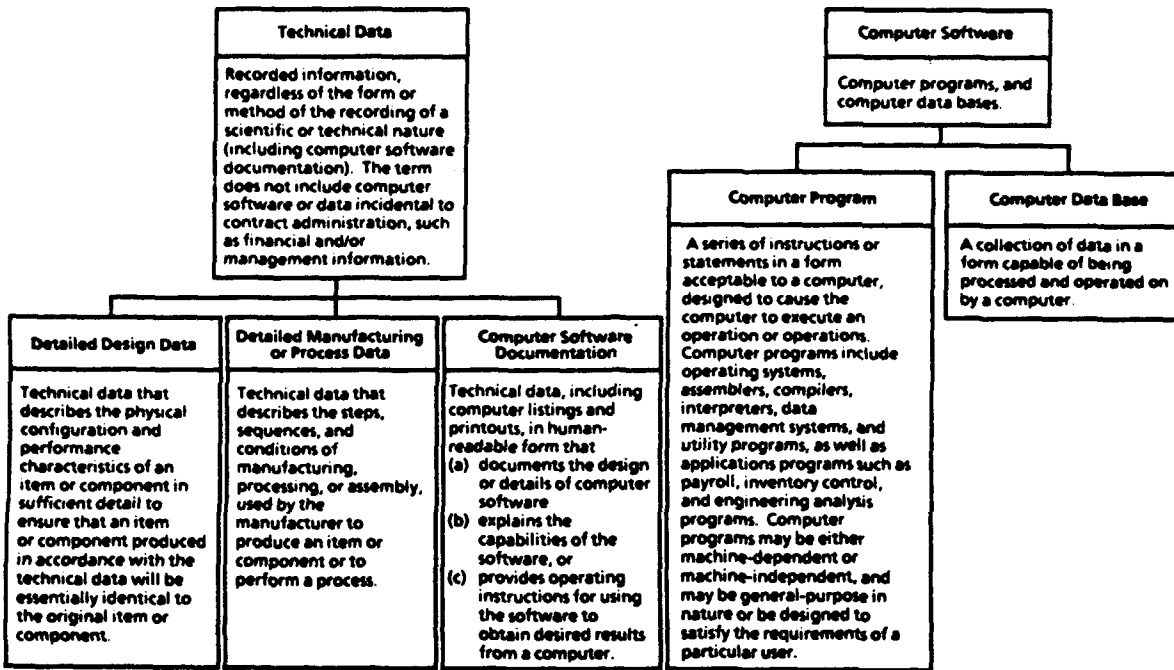 Technical Data
Recorded information,
regardless of the form or
method of the recording of a
scientific or technical nature
(including computer software
documentation). The term
does not include computer
software or data incidental to
contract administration, such
as financial and/or
management information.
Computer Software
Computer programs, and
computer data bases.
Detailed Design Data
Technical data that
describes the physical
configuration and
performance
characteristics of an
item or component in
sufficient detail to
ensure that an item
or component produced
in accordance with the
technical data will be
essentially identical to
the original item or
component.
Detailed Manufacturing
or Process Data
Technical data that
describes the steps,
sequences, and
conditions of
manufacturing,
processing, or assembly,
used by the
manufacturer to
produce an item or
component or to
perform a process.
Computer Software
Documentation
Technical data, including
computer listings and
printouts, in human-
readable form that
(a) documents the design
or details of computer
software
(b) explains the
capabilities of the
software, or
(c) provides operating
instructions for using
the software to
obtain desired results
from a computer.
Computer Program
A series of instructions or
statements in a form
acceptable to a computer,
designed to cause the
computer to execute an
operation or operations.
Computer programs include
operating systems,
assemblers, compilers,
interpreters, data
management systems, and
utility programs, as well as
applications programs such as
payroll, inventory control,
and engineering analysis
programs. Computer
programs may be either
machine-dependent or
machine-independent, and
may be general-purpose in
nature or be designed to
satisfy the requirements of a
particular user.
Computer Data Base
A collection of data in a
form capable of being
processed and operated on
by a computer.